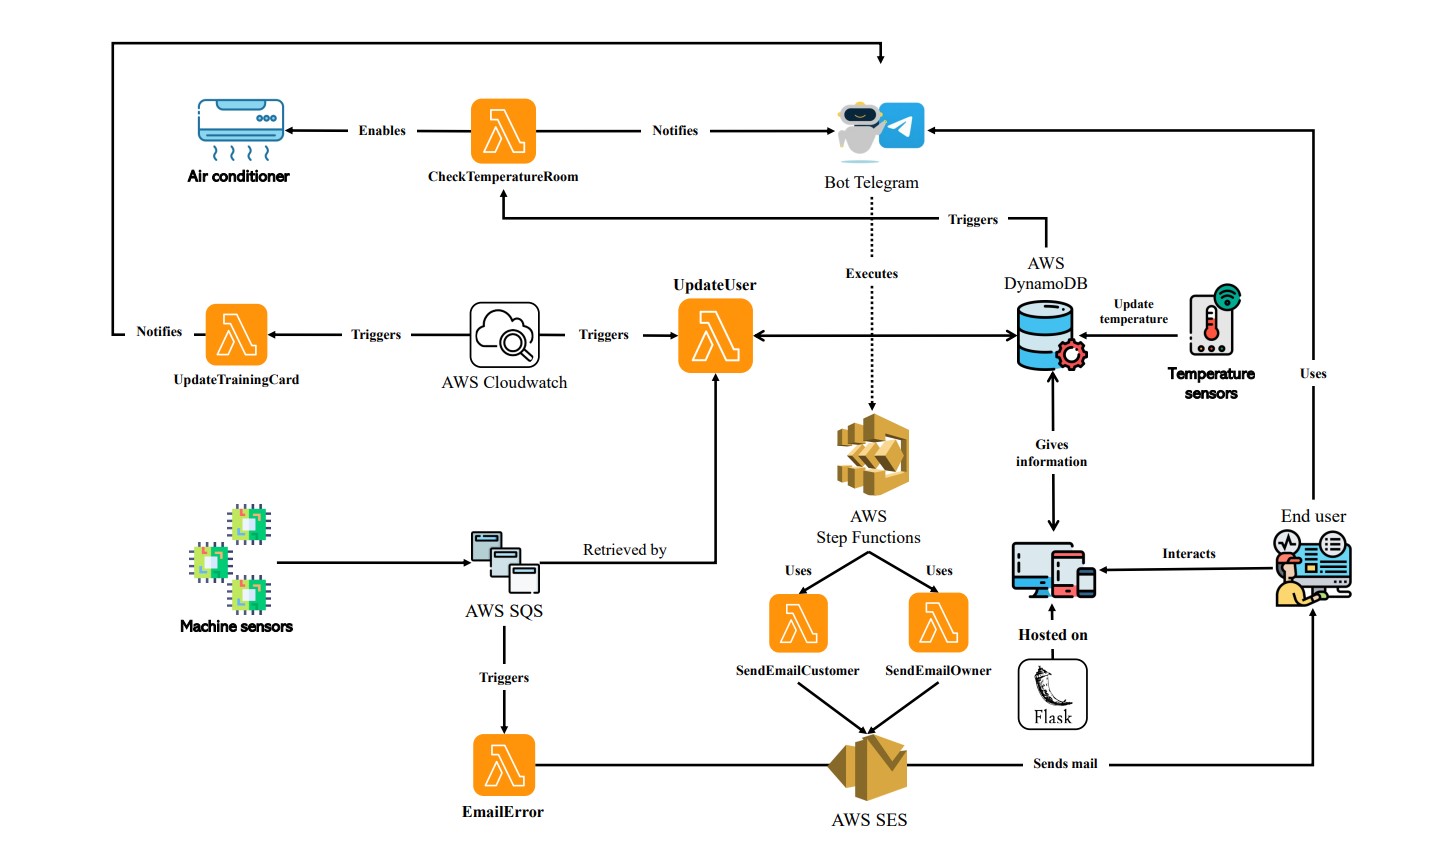 Enables
Notifies
Air conditioner
CheckTemperatureRoom
Bot Telegram
Triggers
AWS
DynamoDB
Executes
UpdateUser
Update
temperature
Notifies
Triggers
Triggers
UpdateTrainingCard
AWS Cloudwatch
Temperature
sensors
Uses
Gives
information
AWS
Step Functions
End user
Retrieved by
Interacts
Uses
Uses
AWS SQS
Machine sensors
Hosted on
SendEmailCustomer
SendEmailOwner
Triggers
Flask
Sends mail
EmailError
AWS SES